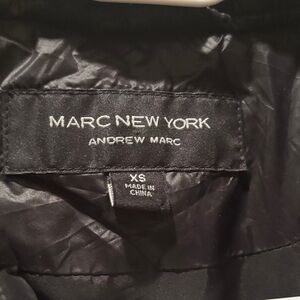 MARC NEW YORK
ANDREW MARC
XS
MADE IN
CHINA